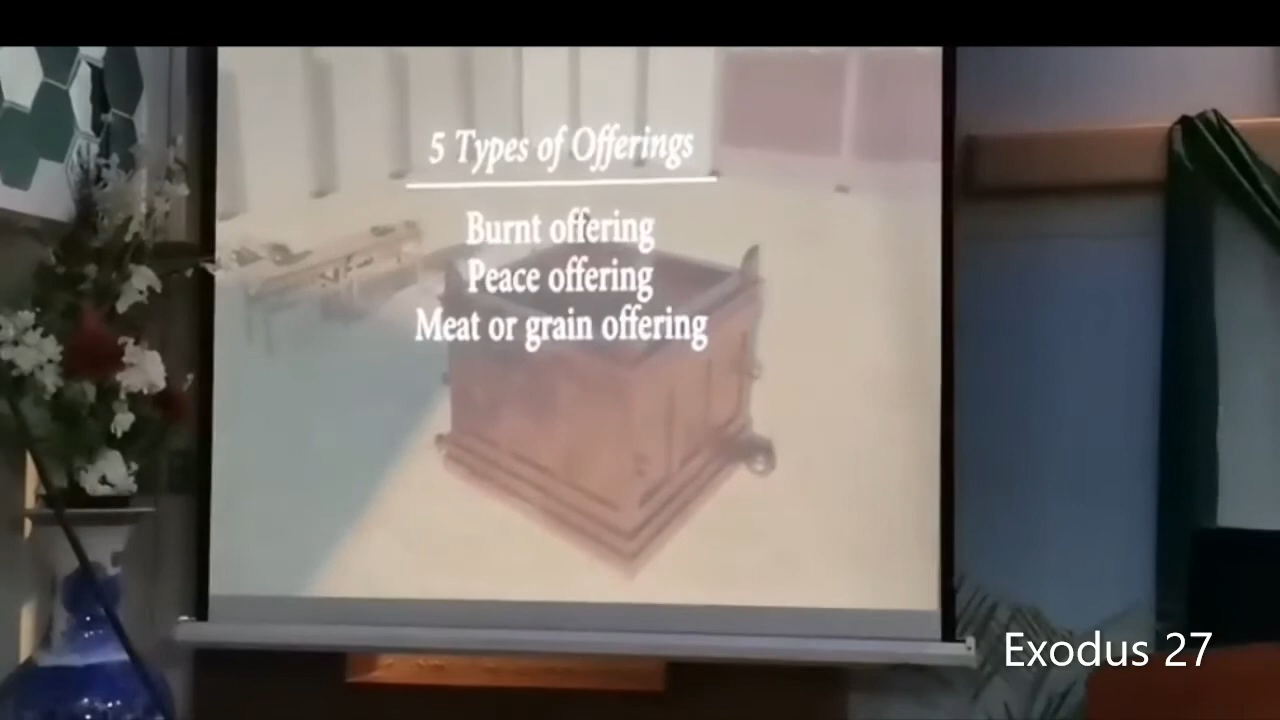 5 Types of Offerings
Burnt offering
Peace offering
Meat or grain offering
Exodus 27